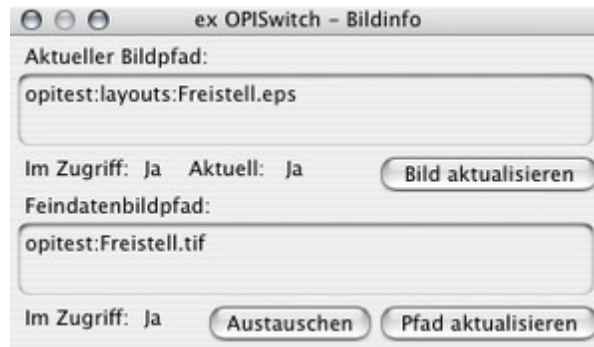 ex OPISwitch – Bildinfo
Aktueller Bildpfad:
opitest:layouts:Freistell.eps
Im Zugriff: Ja Aktuell: Ja Bild aktualisieren
Feindatenbildpfad:
opitest:Freistell.tif
Im Zugriff: Ja Austauschen Pfad aktualisieren